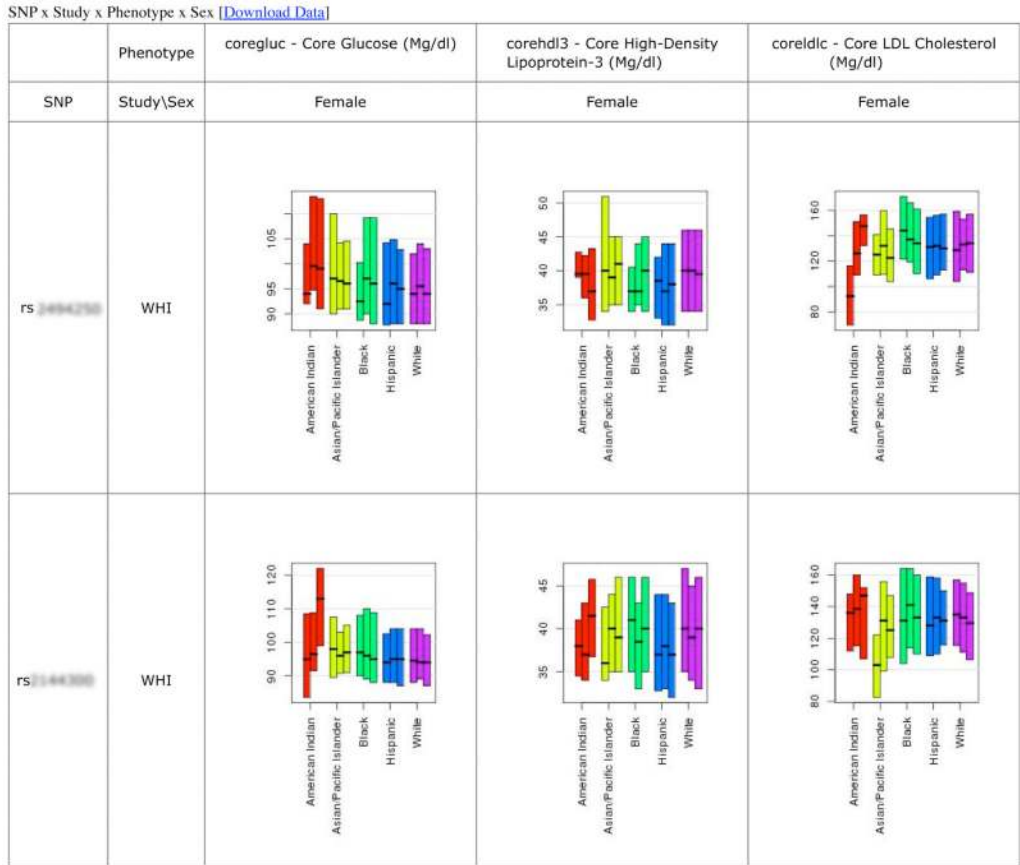 SNP x Study x Phenotype x Sex [Download Data]
Phenotype
coregluc - Core Glucose (Mg/dl)
corehdl3 - Core High-Density
Lipoprotein-3 (Mg/dl)
coreldlc - Core LDL Cholesterol
(Mg/dl)
SNP
Study\Sex
Female
Female
Female
rs
WHI
105
95
90
American Indian
Asian/Pacific Islander
Black
Hispanic
White
50
45
40
35
American Indian
Asian/Pacific Islander
Black
Hispanic
White
160
120
80
American Indian
Asian/Pacific Islander
Black
Hispanic
White
rs
WHI
120
110
100
90
American Indian
Asian/Pacific Islander
Black
Hispanic
White
45
40
35
American Indian
Asian/Pacific Islander
Black
Hispanic
White
160
140
120
100
80
American Indian
Asian/Pacific Islander
Black
Hispanic
White